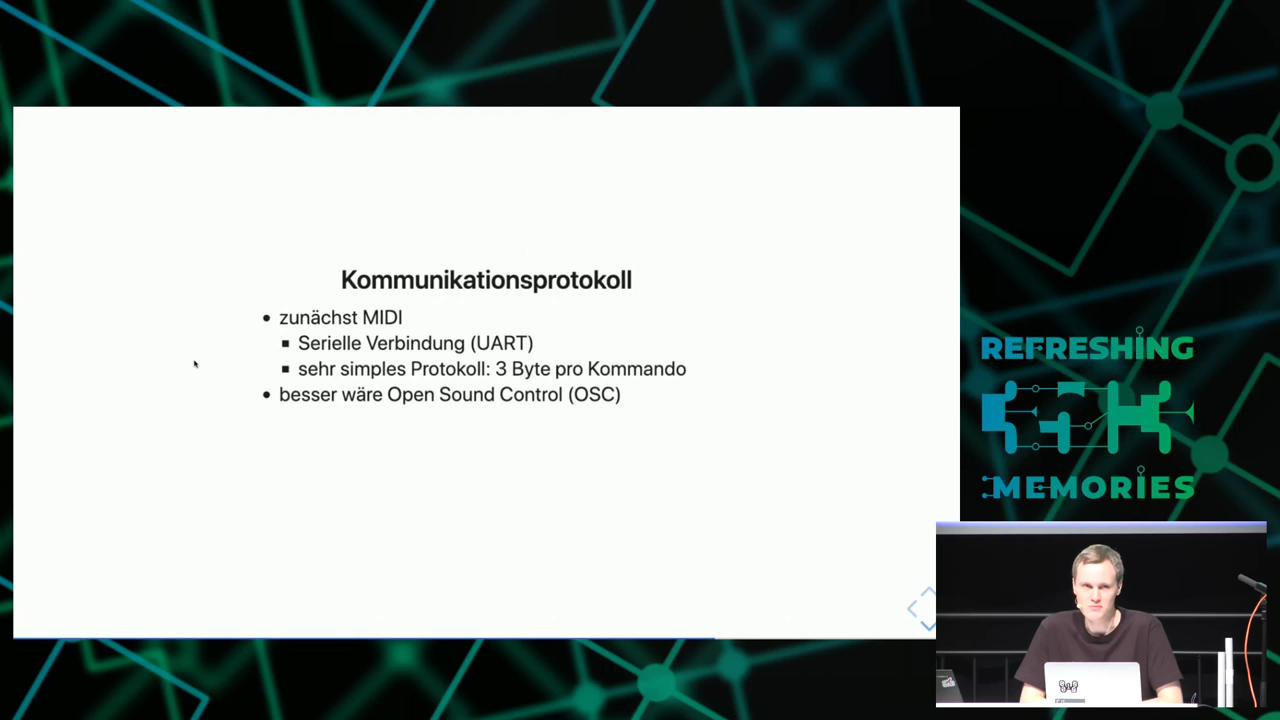 Kommunikationsprotokoll
• zunächst MIDI
▪ Serielle Verbindung (UART)
▪ sehr simples Protokoll: 3 Byte pro Kommando
• besser wäre Open Sound Control (OSC)
REFRESHING
MEMORIES